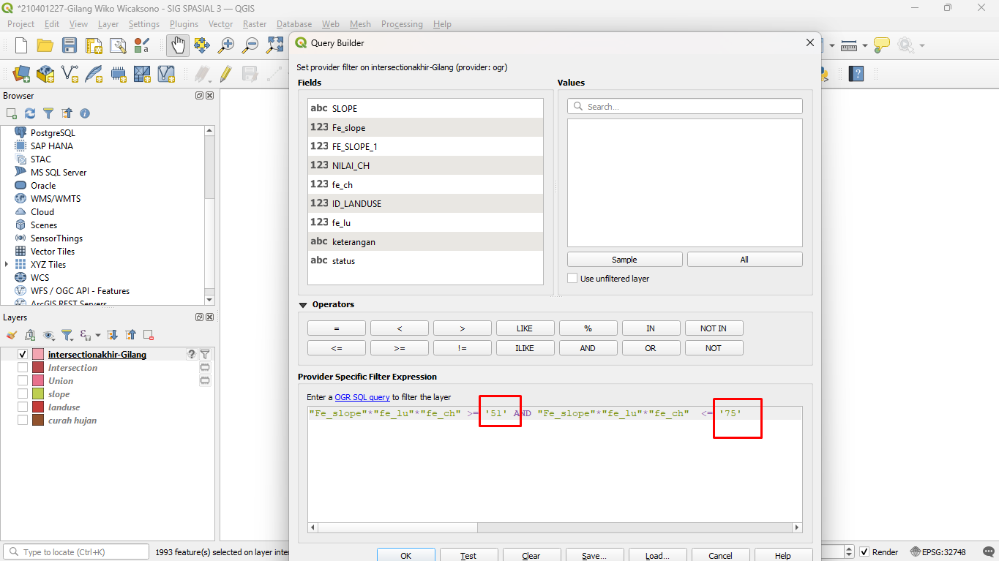 *210401227-Gilang Wiko Wicaksono - SIG SPASIAL 3 — QGIS
Project Edit View Layer Settings Plugins Vector Raster Database Web Mesh Processing Help
Query Builder
Set provider filter on intersectionakhir-Gilang (provider: ogr)
Fields
Values
abc SLOPE
123 Fe_slope
123 FE_SLOPE_1
123 NILAI_CH
123 fe_ch
123 ID_LANDUSE
123 fe_lu
abc keterangan
abc status
Search...
Sample
All
Use unfiltered layer
Operators
= < > LIKE % IN NOT IN
<= >= != ILIKE AND OR NOT
Provider Specific Filter Expression
Enter a OGR SQL query to filter the layer
"Fe_slope"*"fe_lu"*"fe_ch" >= '51' AND "Fe_slope"*"fe_lu"*"fe_ch" <= '75'
OK Test Clear Save... Load... Cancel Help
Browser
PostgreSQL
SAP HANA
STAC
MS SQL Server
Oracle
WMS/WMTS
Cloud
Scenes
SensorThings
Vector Tiles
XYZ Tiles
WCS
WFS / OGC API - Features
ArcGIS REST Servers
Layers
intersectionakhir-Gilang
Intersection
Union
slope
landuse
curah hujan
Type to locate (Ctrl+K)
1993 feature(s) selected on layer inte
Render
EPSG:32748